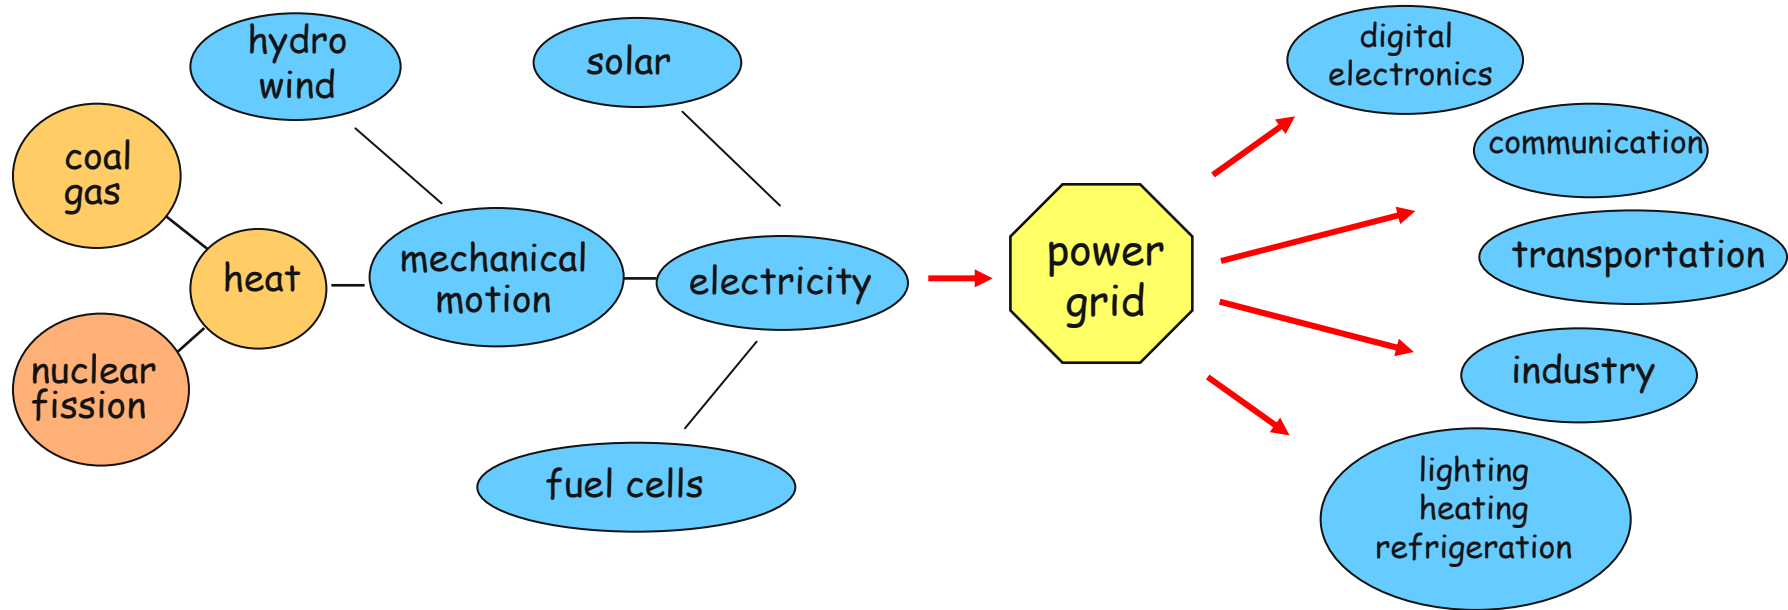 hydro
wind
solar
coal
gas
heat
nuclear
fission
mechanical
motion
electricity
fuel cells
power
grid
digital
electronics
communication
transportation
industry
lighting
heating
refrigeration